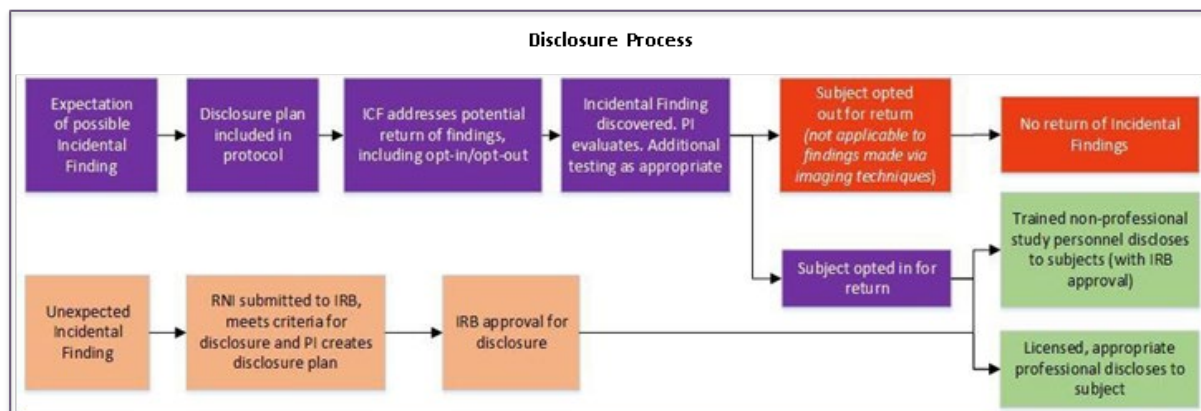 Disclosure Process
Expectation
of possible
Incidental
Finding
Disclosure plan
included in
protocol
ICF addresses potential
return of findings,
including opt-in/opt-out
Incidental Finding
discovered. PI
evaluates. Additional
testing as appropriate
Subject opted
out for return
(not applicable to
findings made via
imaging techniques)
No return of Incidental
Findings
Subject opted in for
return
Trained non-professional
study personnel discloses
to subjects (with IRB
approval)
Unexpected
Incidental
Finding
RNI submitted to IRB,
meets criteria for
disclosure and PI creates
disclosure plan
IRB approval for
disclosure
Licensed, appropriate
professional discloses to
subject